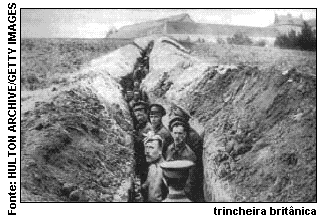 Fonte: HULTON ARCHIVE/GETTY IMAGES
trincheira britânica